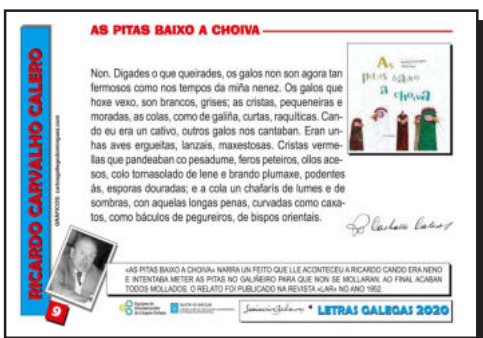 AS PITAS BAIXO A CHOIVA
Non. Digades o que queirades, os galos non son agora tan
fermosos como nos tempos da miña nenez. Os galos que
hoxe vexo, son brancos, grises; as cristas, pequeneiras e
moradas, as colas, como de galiña, curtas, raquíticas. Can-
do eu era un cativo, outros galos nos cantaban. Eran un-
has aves ergueitas, lanzais, maxestosas. Cristas verme-
llas que pandeaban co pesadume, feros peteiros, ollos ace-
sos, colo tornasolado de lene e brando plumaxe, podentes
ás, esporas douradas; e a cola un chafarís de lumes e de
sombras, con aquelas longas penas, curvadas como caxa-
tos, como báculos de pegureiros, de bispos orientais.
As
pitas baixo
a choiva
RICARDO CARVALHO CALERO
9
«AS PITAS BAIXO A CHOIVA» NARRA UN FEITO QUE LLE ACONTECEU A RICARDO CANDO ERA NENO
E INTENTABA METER AS PITAS NO GALIÑEIRO PARA QUE NON SE MOLLARAN. AO FINAL ACABAN
TODOS MOLLADOS. O RELATO FOI PUBLICADO NA REVISTA «LAR» NO ANO 1952.
LETRAS GALEGAS 2020